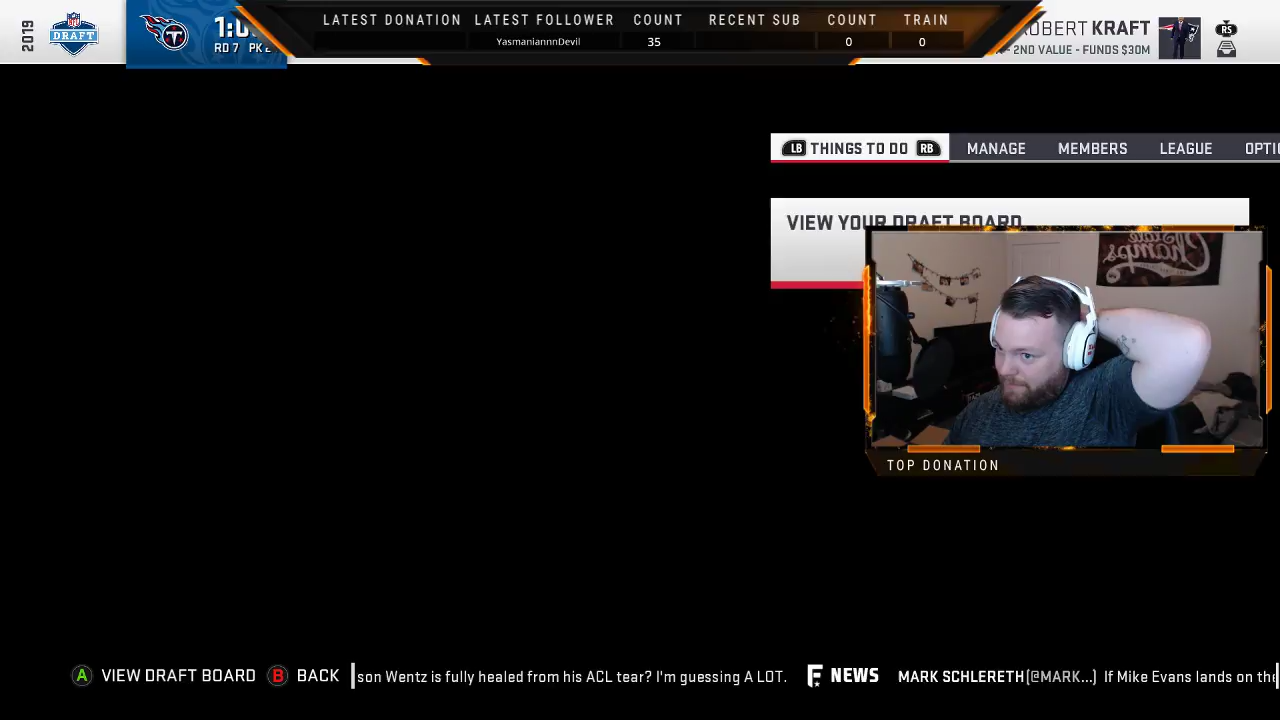 2019
NFL
DRAFT
RD 7
LATEST DONATION LATEST FOLLOWER COUNT RECENT SUB COUNT TRAIN
YasmaniannnDevil 35 0 0
OBERT KRAFT
- 2ND VALUE - FUNDS $30M
RS
LB THINGS TO DO RB MANAGE MEMBERS LEAGUE OPTI
VIEW YOUR DRAFT BOARD
State
Champs
TOP DONATION
A VIEW DRAFT BOARD B BACK son Wentz is fully healed from his ACL tear? I'm guessing A LOT. F NEWS MARK SCHLERETH(@MARK...) If Mike Evans lands on the